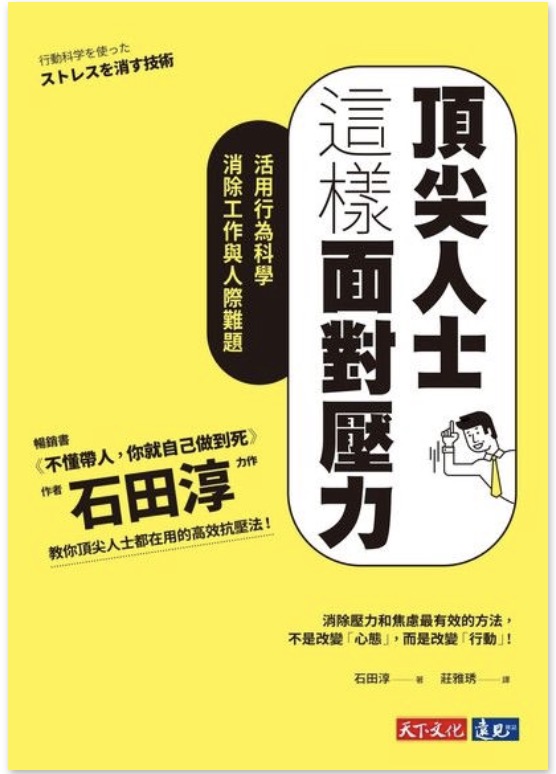 行動科学を使った
ストレスを消す技術
頂尖人士
這樣面對壓力
活用行為科學
消除工作與人際難題
暢銷書
《不懂帶人，你就自己做到死》
作者 石田淳 力作
教你頂尖人士都在用的高效抗壓法！
消除壓力和焦慮最有效的方法，
不是改變「心態」，而是改變「行動」！
石田淳——著 莊雅琇——譯
天下文化 遠見